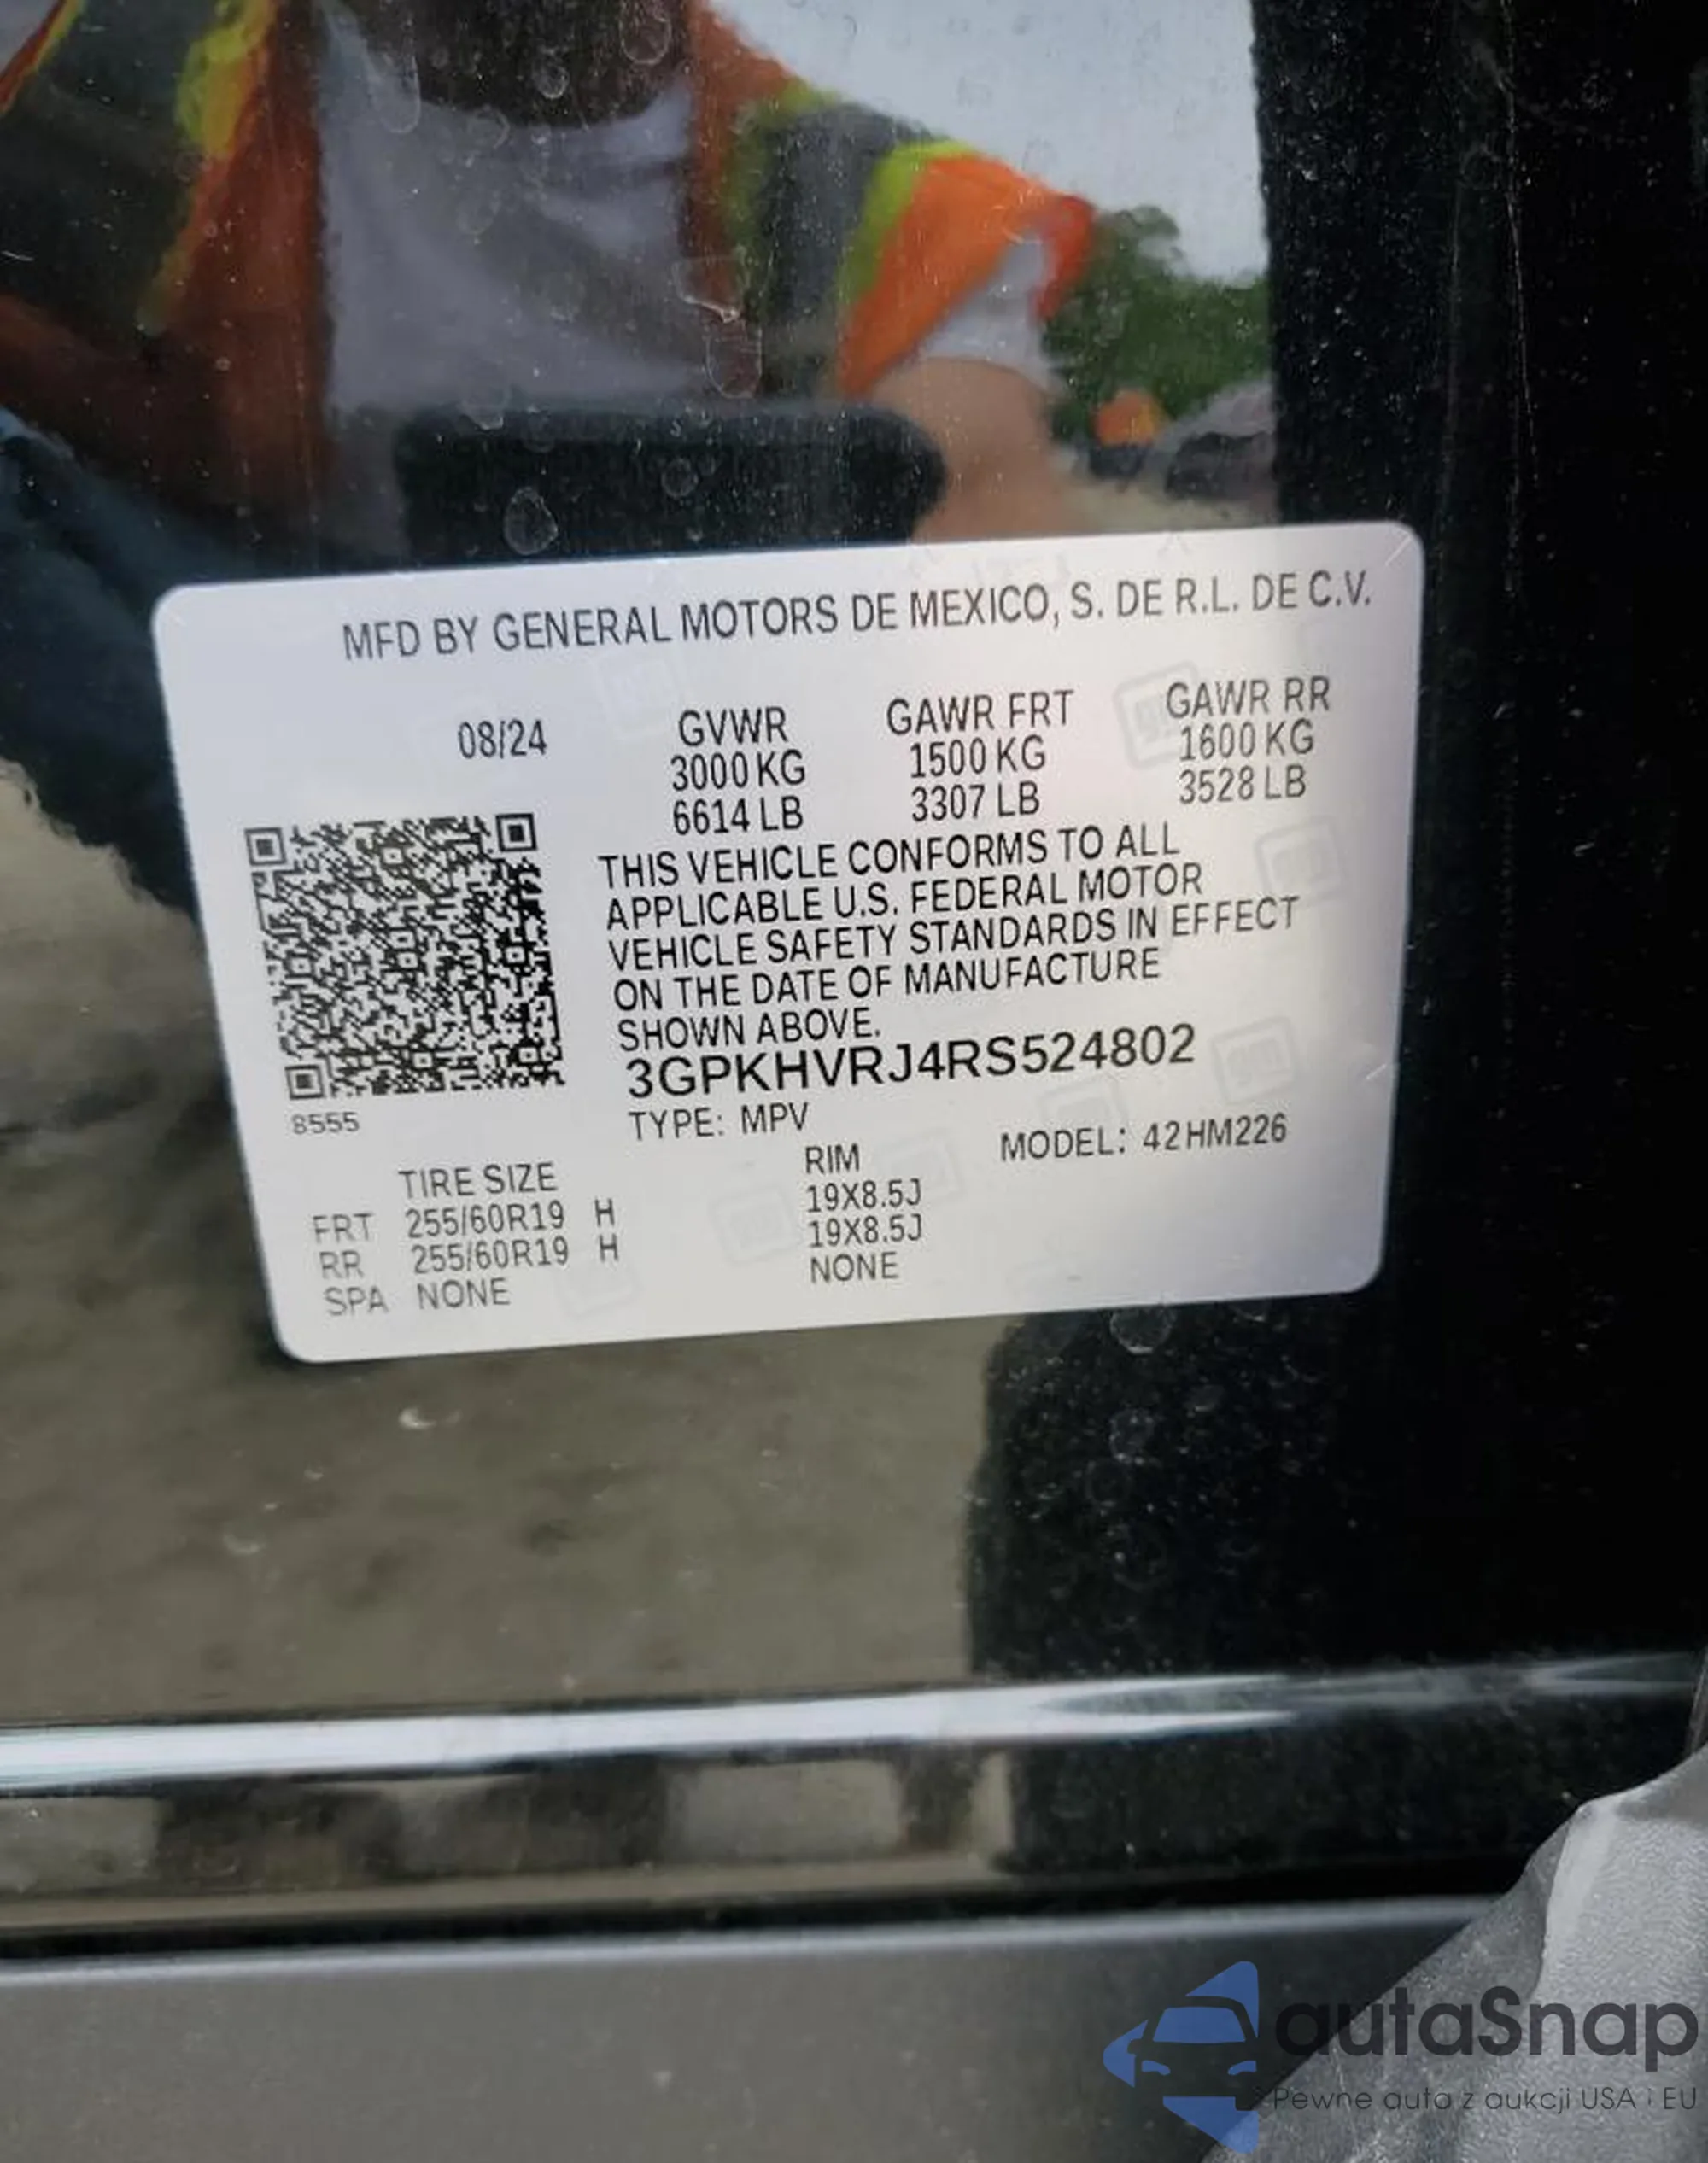 MFD BY GENERAL MOTORS DE MEXICO, S. DE R.L. DE C.V.
08/24 GVWR GAWR FRT GAWR RR
3000 KG 1500 KG 1600 KG
6614 LB 3307 LB 3528 LB
THIS VEHICLE CONFORMS TO ALL
APPLICABLE U.S. FEDERAL MOTOR
VEHICLE SAFETY STANDARDS IN EFFECT
ON THE DATE OF MANUFACTURE
SHOWN ABOVE.
3GPKHVRJ4RS524802
8555 TYPE: MPV MODEL: 42HM226
TIRE SIZE RIM
FRT 255/60R19 H 19X8.5J
RR 255/60R19 H 19X8.5J
SPA NONE NONE
autaSnap
Pewne auto z aukcji USA i EU